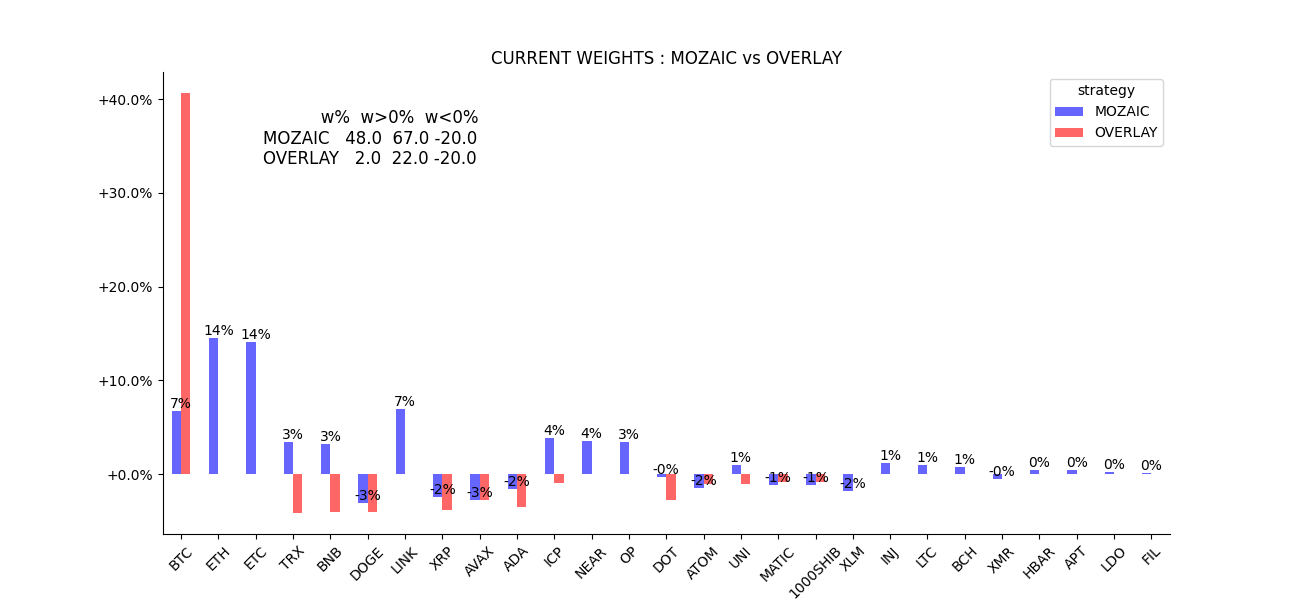 CURRENT WEIGHTS : MOZAIC vs OVERLAY
+40.0%
+30.0%
+20.0%
+10.0%
+0.0%
w% w>0% w<0%
MOZAIC 48.0 67.0 -20.0
OVERLAY 2.0 22.0 -20.0
strategy
MOZAIC
OVERLAY
7% 14% 14% 3% 3% -3% 7% -2% -3% -2% 4% 4% 3% -0% -2% 1% -1% -1% -2% 1% 1% 1% -0% 0% 0% 0% 0%
BTC ETH ETC TRX BNB DOGE LINK XRP AVAX ADA ICP NEAR OP DOT ATOM UNI MATIC 1000SHIB XLM INJ LTC BCH XMR HBAR APT LDO FIL